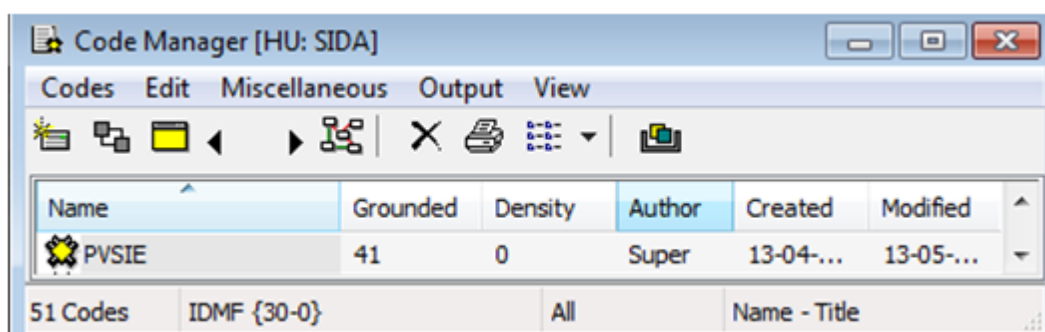 Code Manager [HU: SIDA]
Codes Edit Miscellaneous Output View
Name Grounded Density Author Created Modified
PVSIE 41 0 Super 13-04-... 13-05-...
51 Codes IDMF {30-0} All Name - Title